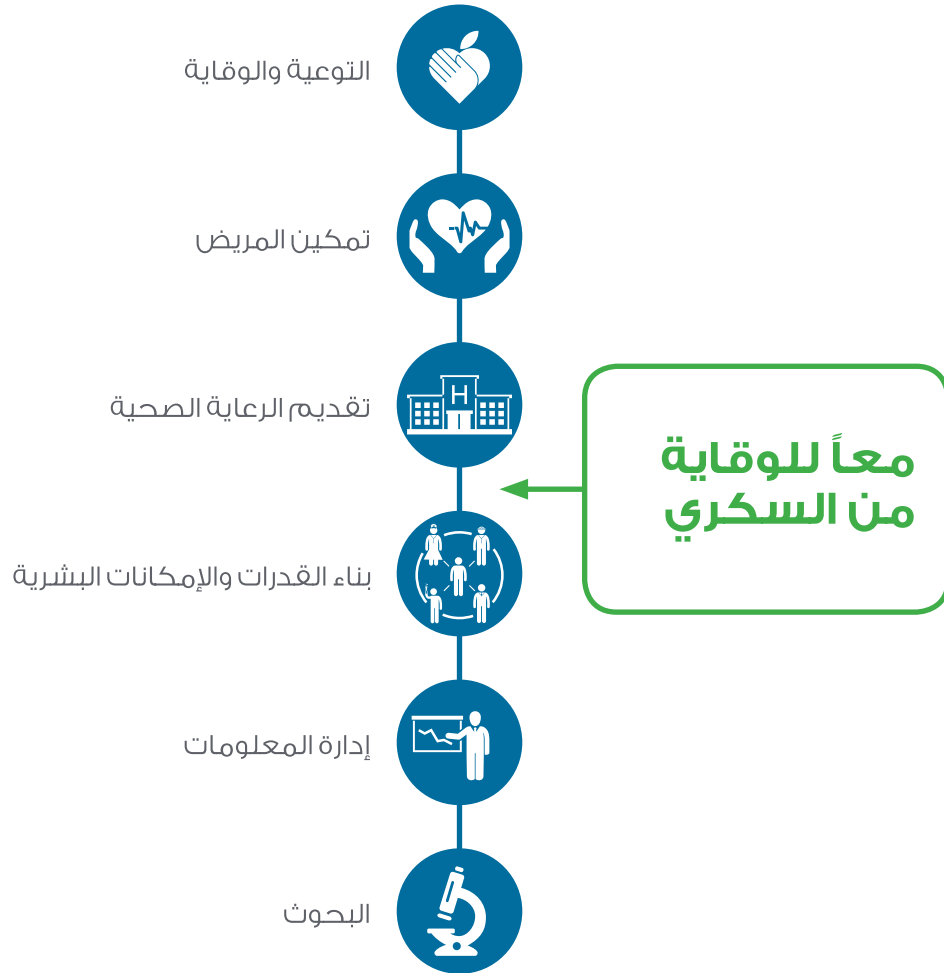 التوعية والوقاية
تمكين المريض
تقديم الرعاية الصحية
معاً للوقاية
من السكري
بناء القدرات والإمكانات البشرية
إدارة المعلومات
البحوث
H